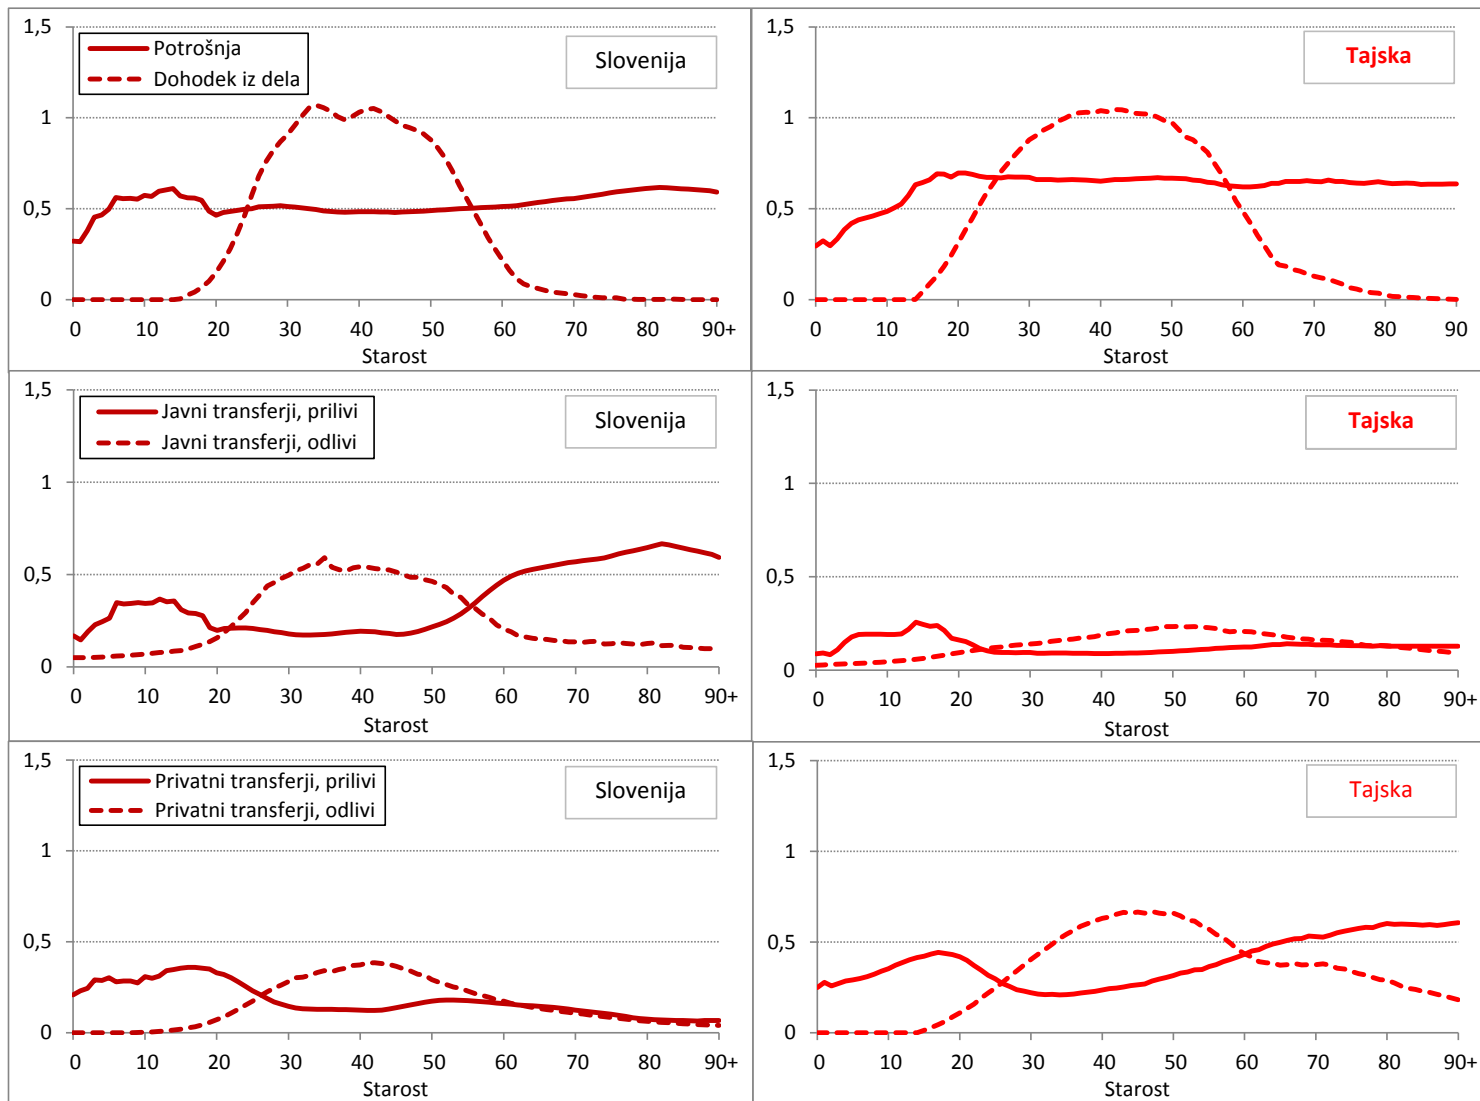 1,5
Potrošnja
Dohodek iz dela
Slovenija
1
0,5
0
0 10 20 30 40 50 60 70 80 90+
Starost
1,5
Tajska
1
0,5
0
0 10 20 30 40 50 60 70 80 90
Starost
1,5
Javni transferji, prilivi
Javni transferji, odlivi
Slovenija
1
0,5
0
0 10 20 30 40 50 60 70 80 90+
Starost
1,5
Tajska
1
0,5
0
0 10 20 30 40 50 60 70 80 90+
Starost
1,5
Privatni transferji, prilivi
Privatni transferji, odlivi
Slovenija
1
0,5
0
0 10 20 30 40 50 60 70 80 90+
Starost
1,5
Tajska
1
0,5
0
0 10 20 30 40 50 60 70 80 90+
Starost